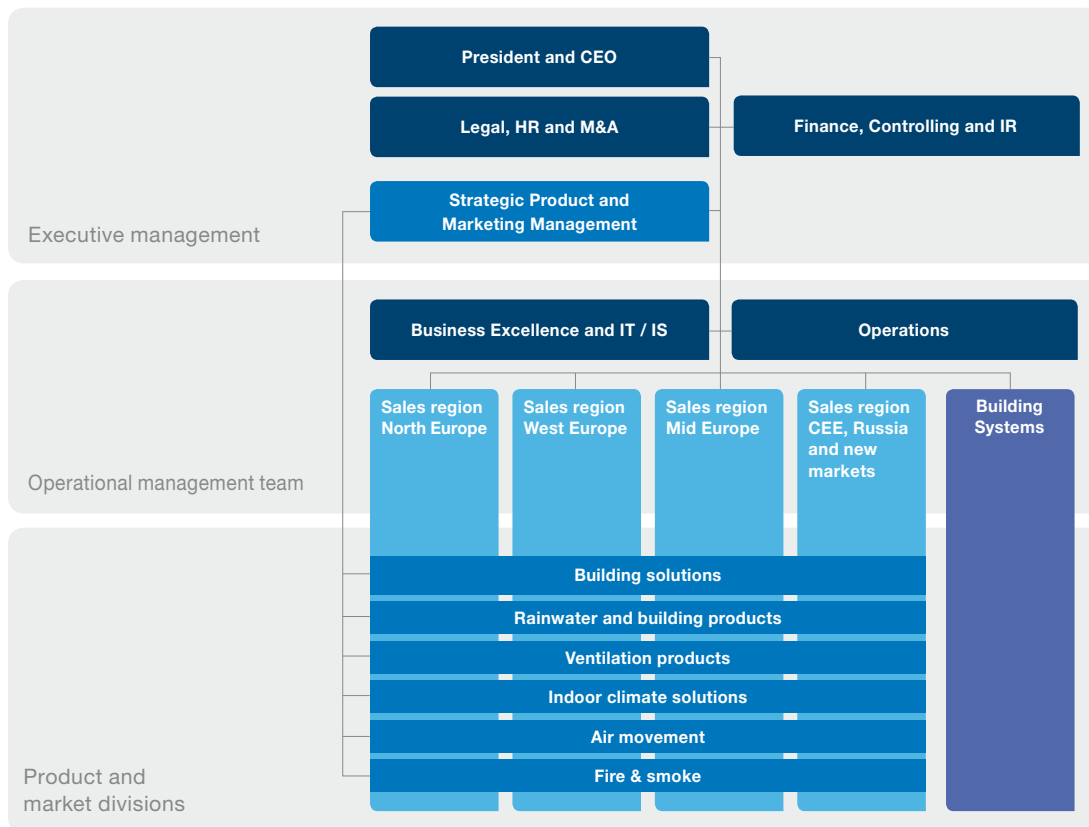 President and CEO
Legal, HR and M&A
Finance, Controlling and IR
Strategic Product and
Marketing Management
Executive management
Business Excellence and IT / IS
Operations
Sales region
North Europe
Sales region
West Europe
Sales region
Mid Europe
Sales region
CEE, Russia
and new
markets
Building
Systems
Operational management team
Building solutions
Rainwater and building products
Ventilation products
Indoor climate solutions
Air movement
Fire & smoke
Product and
market divisions